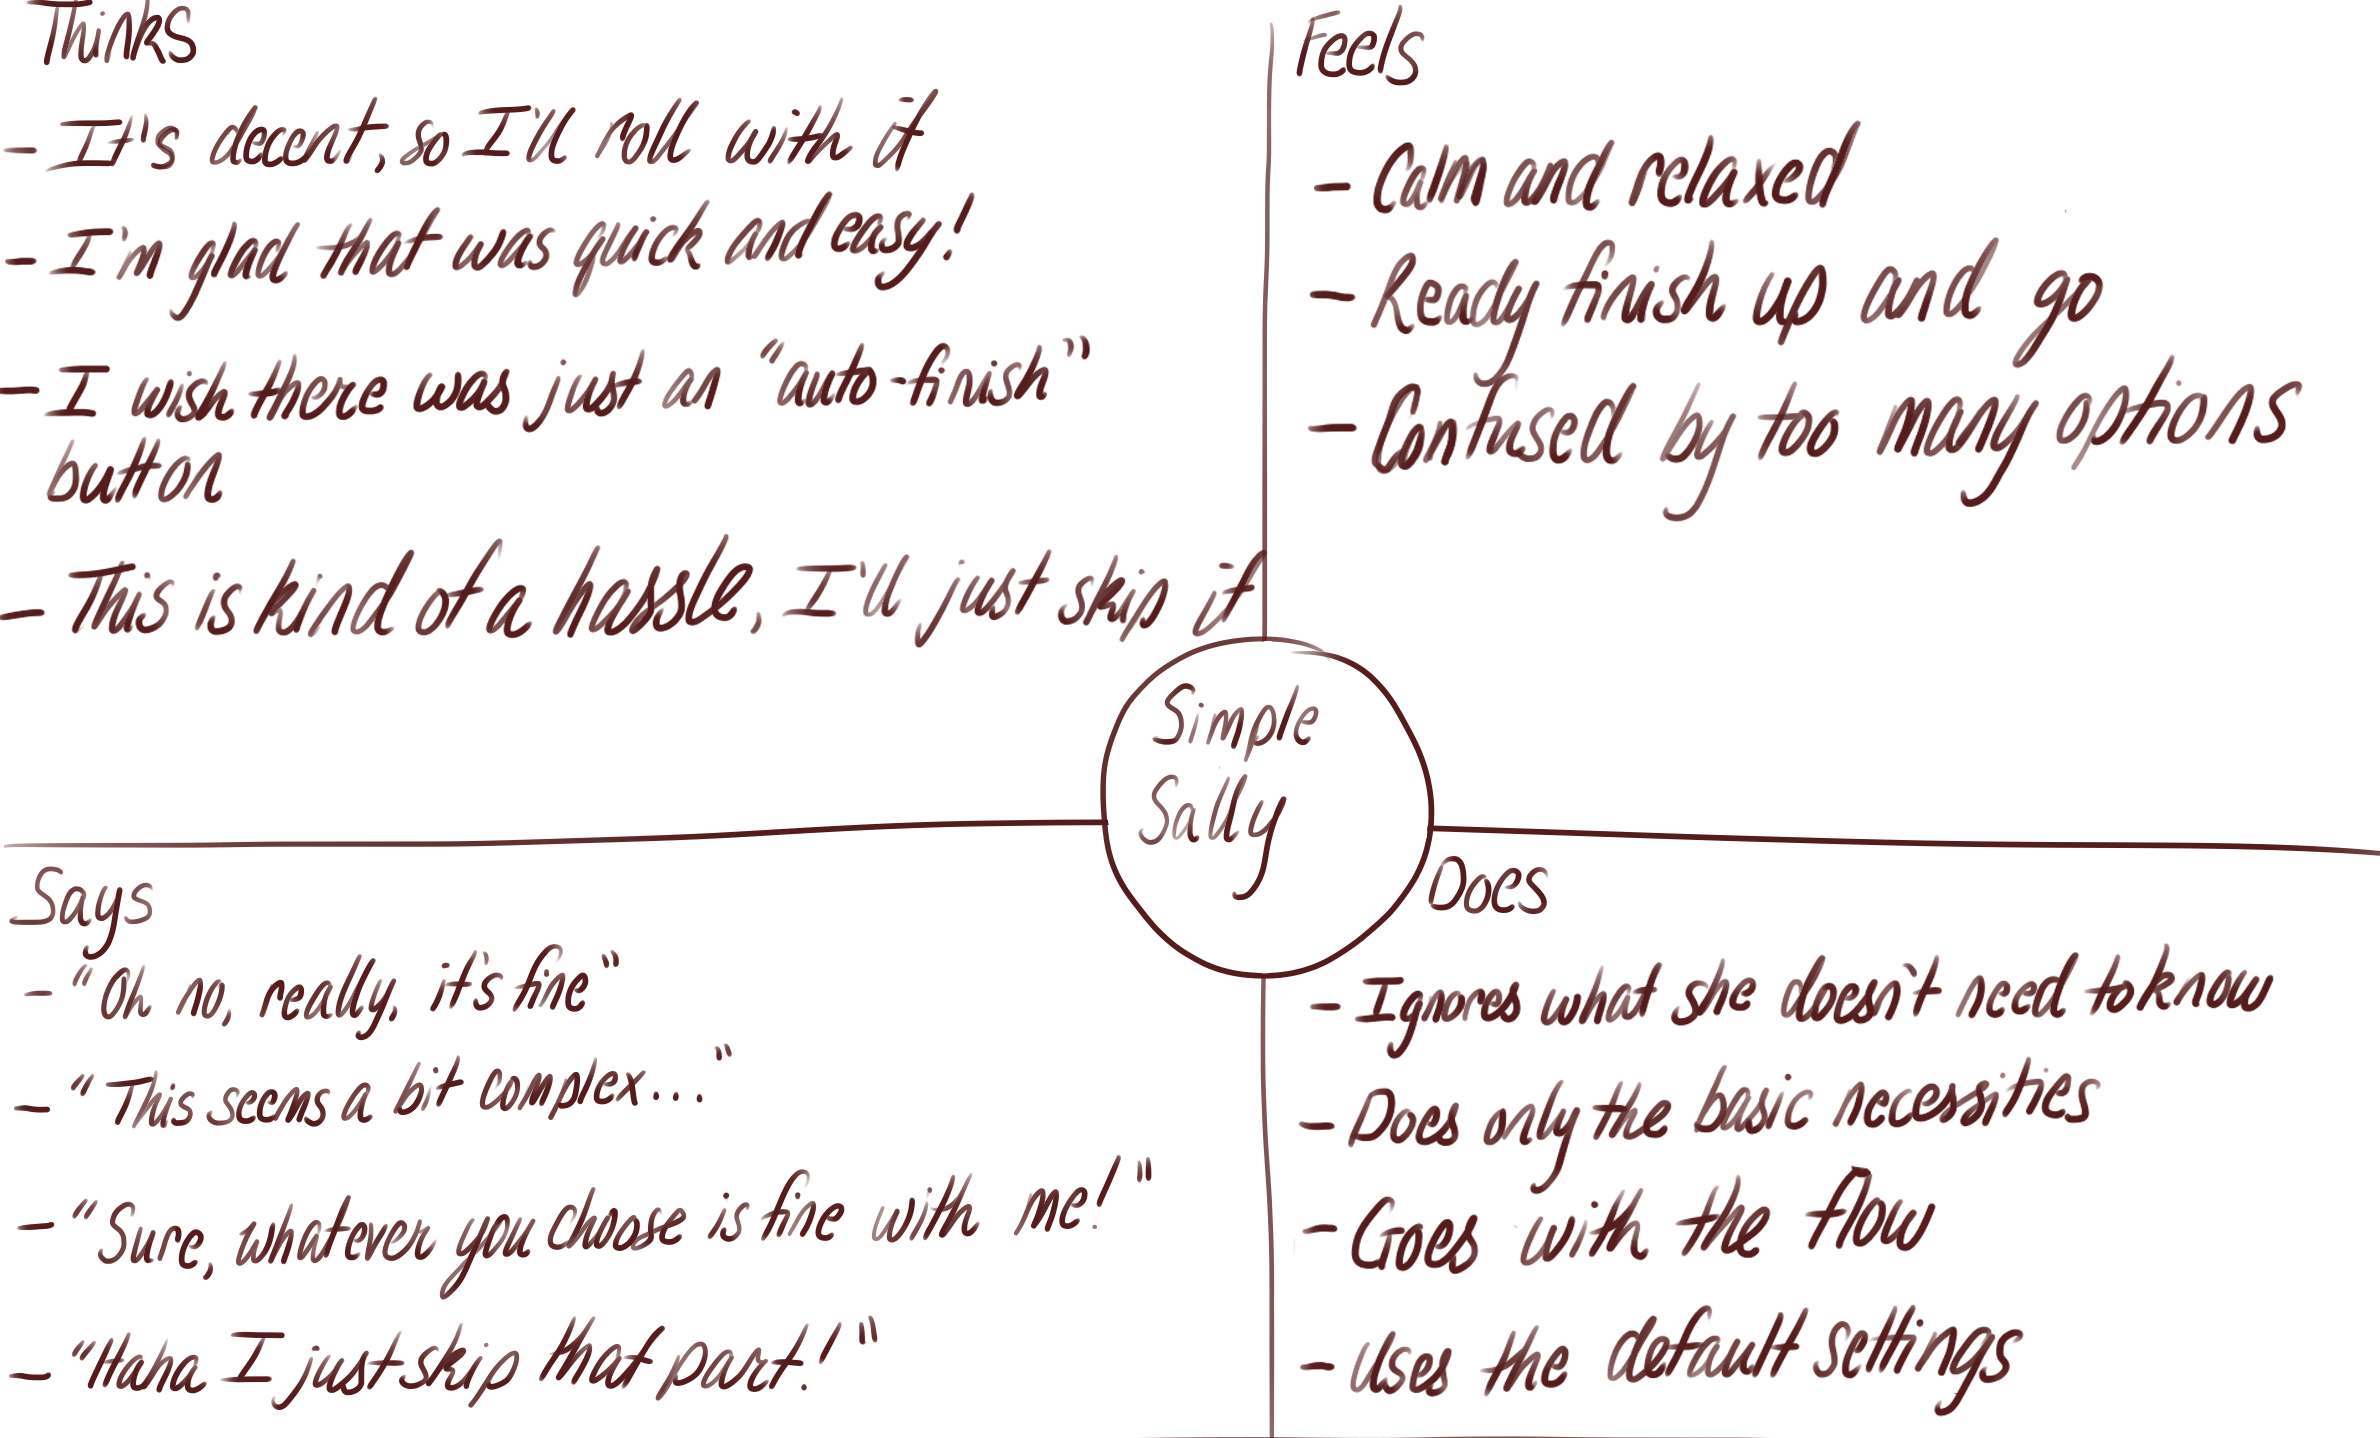 Thinks
- It's decent, so I'll roll with it
- I'm glad that was quick and easy!
- I wish there was just an "auto-finish"
button
- This is kind of a hassle, I'll just skip it
Feels
- Calm and relaxed
- Ready finish up and go
- Confused by too many options
Simple
Sally
Says
- "Oh no, really, it's fine"
- "This seems a bit complex..."
- "Sure, whatever you choose is fine with me!"
- "Haha I just skip that part!"
Does
- Ignores what she doesn't need to know
- Does only the basic necessities
- Goes with the flow
- Uses the default settings